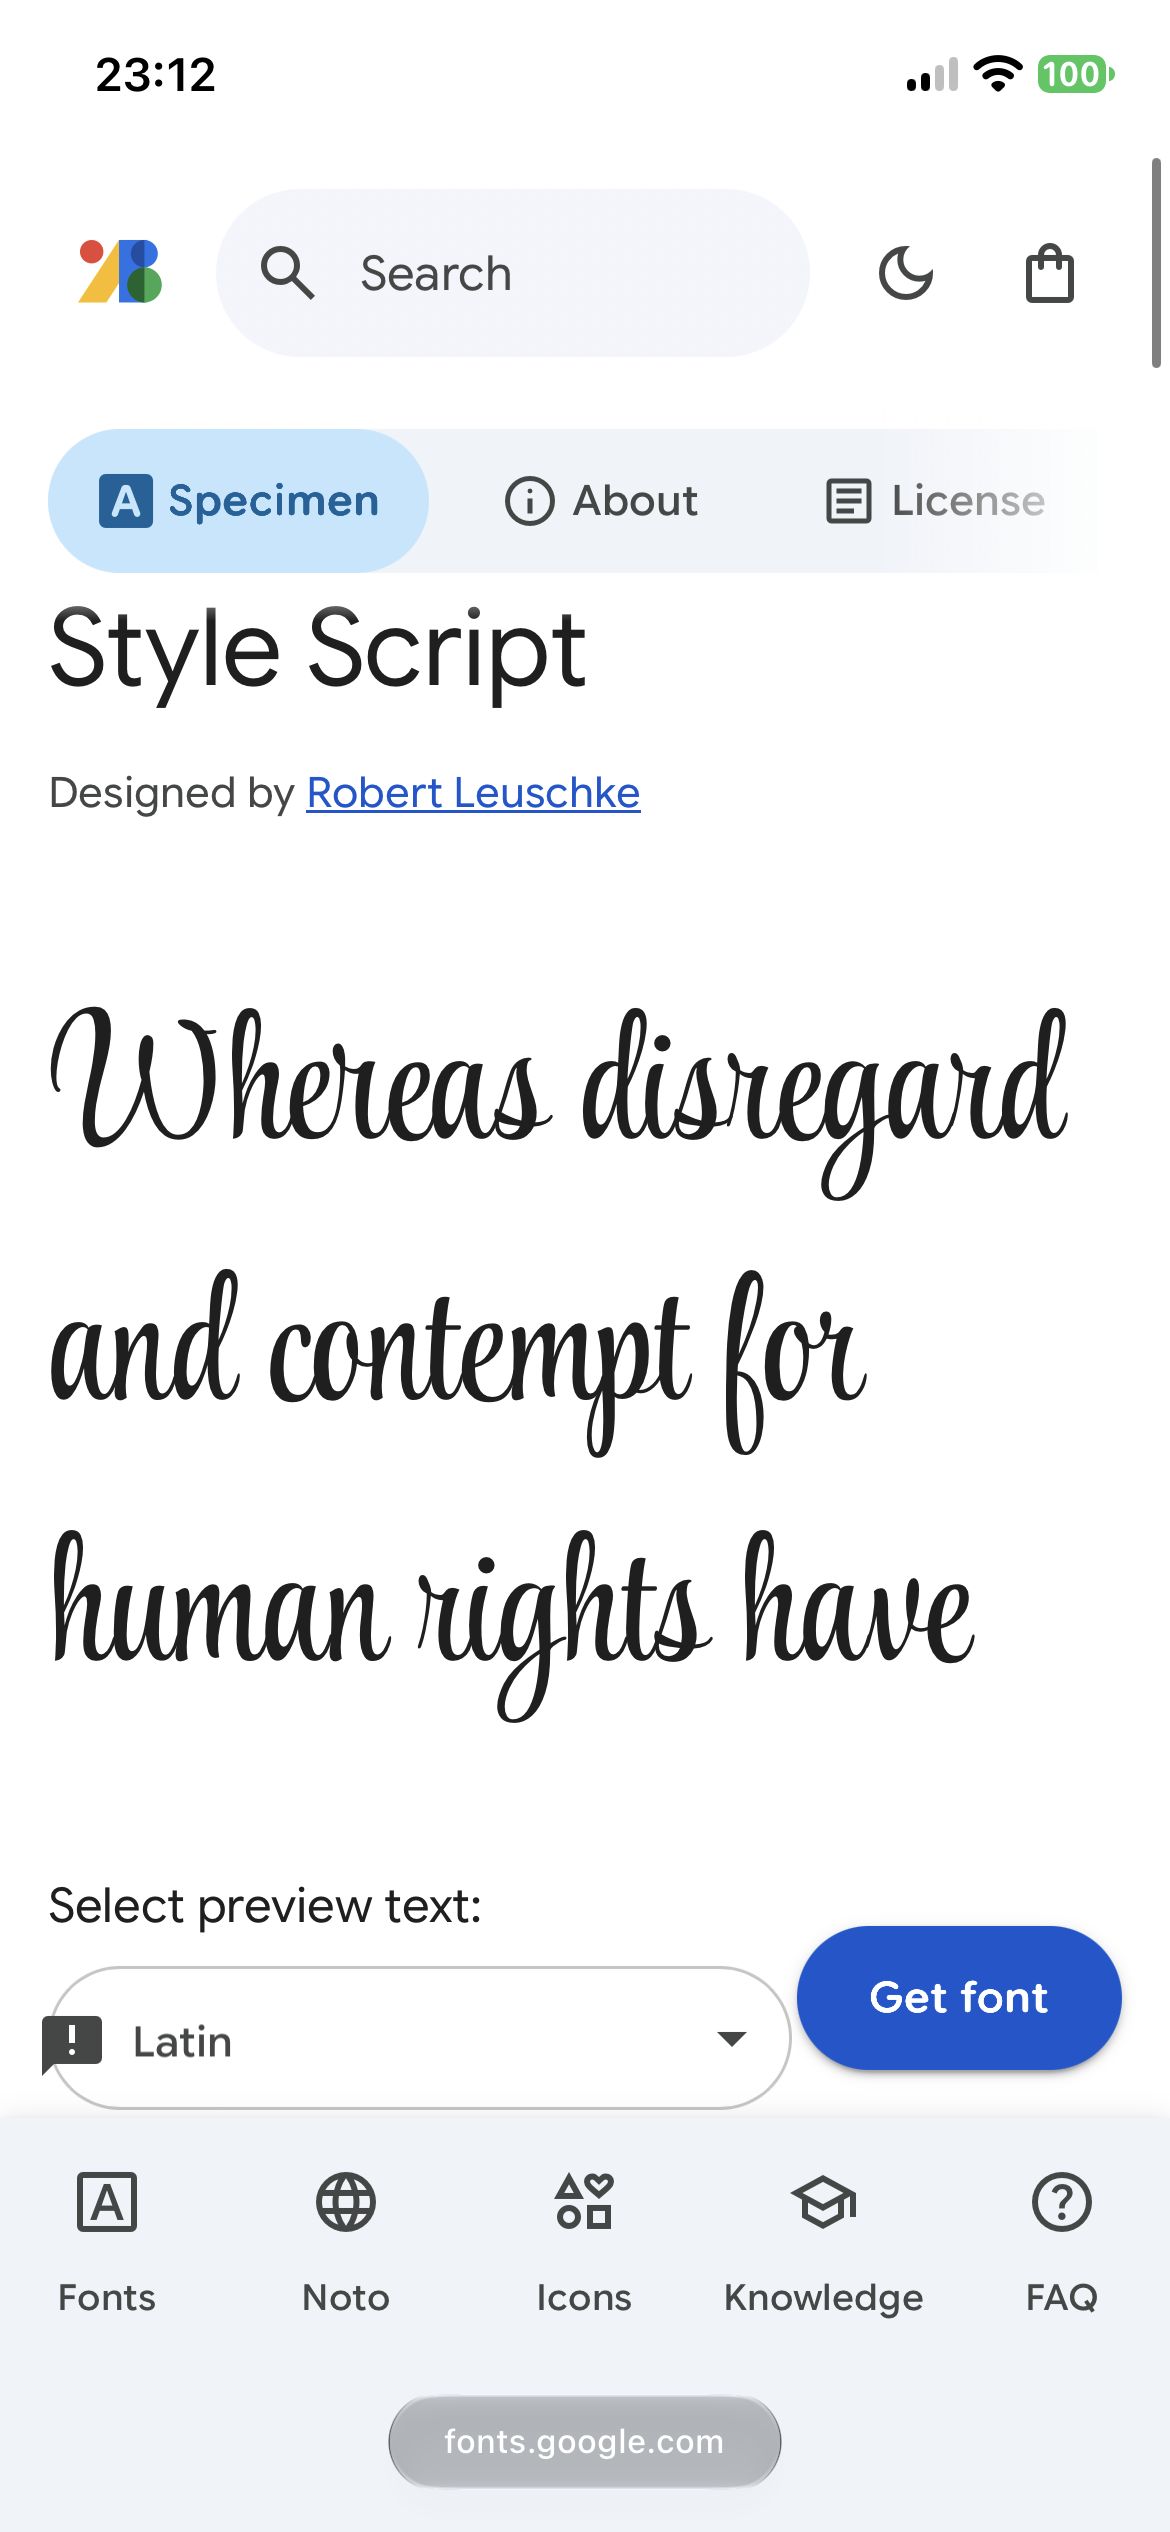 23:12
100
Search
Specimen
About
License
Style Script
Designed by Robert Leuschke
Whereas disregard
and contempt for
human rights have
Select preview text:
Latin
Get font
Fonts
Noto
Icons
Knowledge
FAQ
fonts.google.com